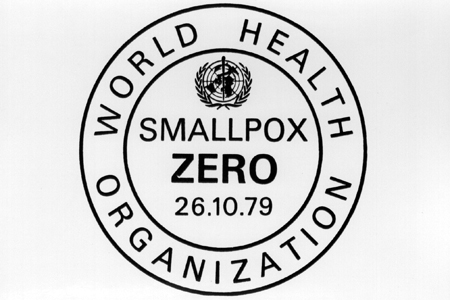 WORLD HEALTH
ORGANIZATION
SMALLPOX
ZERO
26.10.79